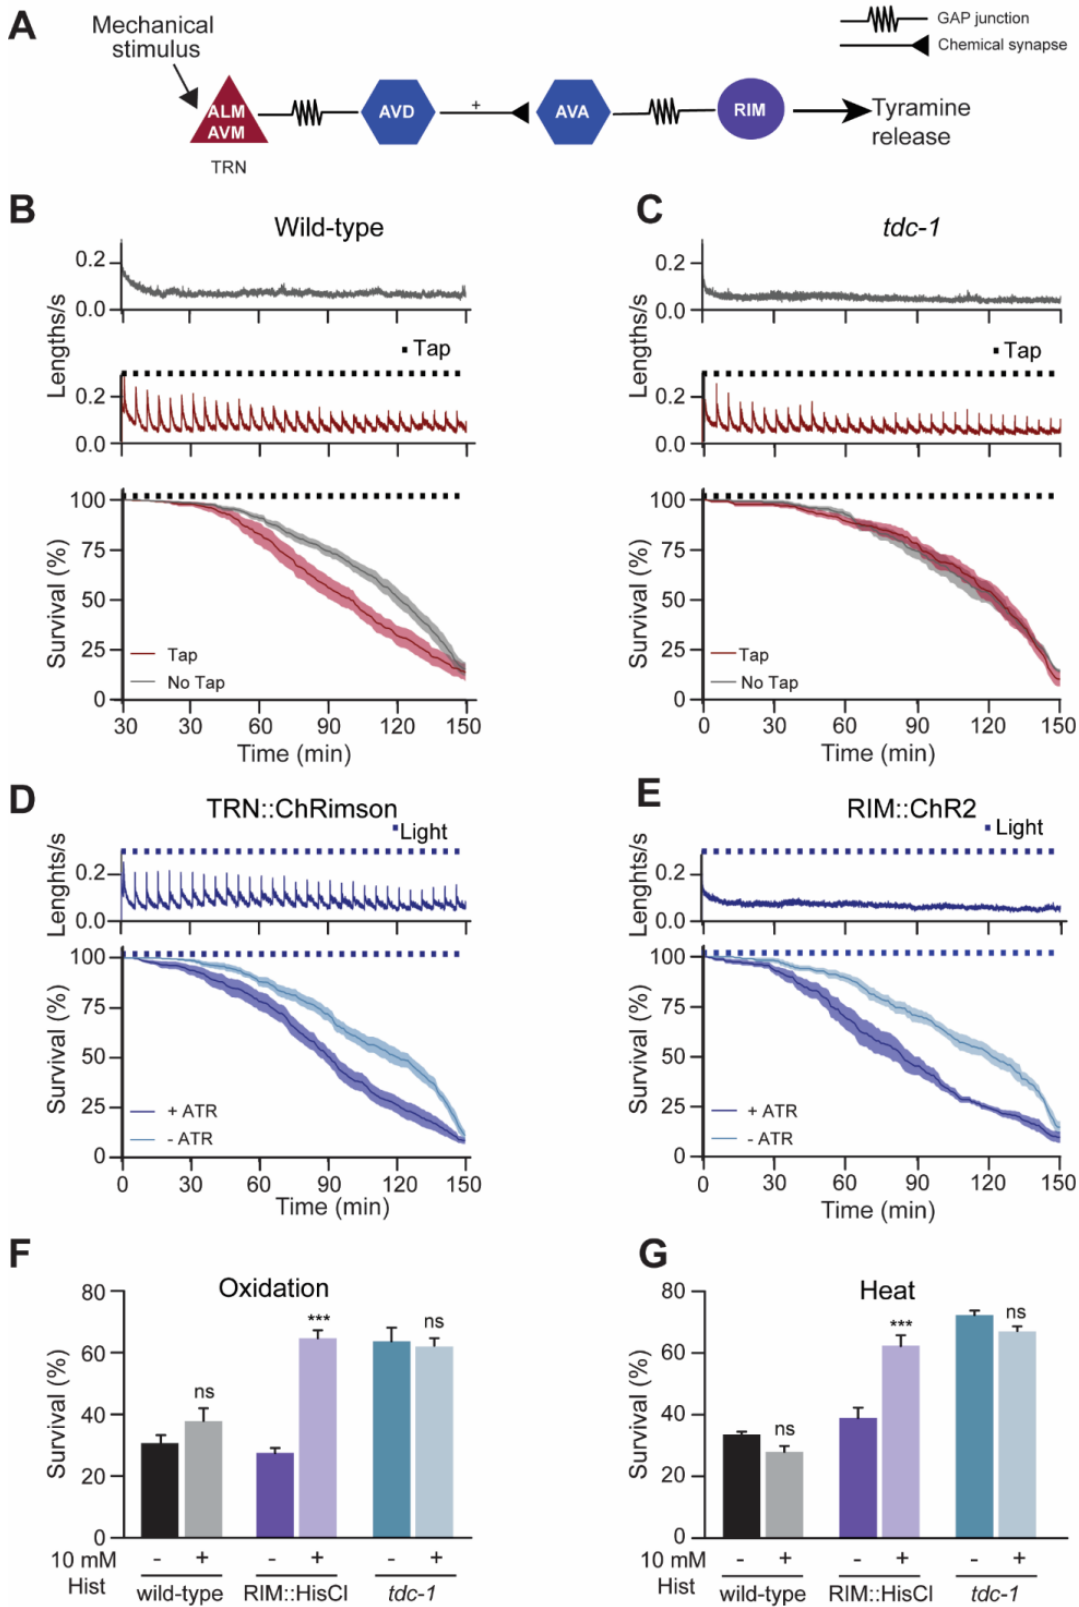 A
Mechanical
stimulus
GAP junction
Chemical synapse
ALM
AVM
AVD
+
AVA
RIM
Tyramine
release
TRN
B
Wild-type
Lengths/s
0.2
0.0
Tap
0.2
0.0
Survival (%)
100
75
50
25
0
Tap
No Tap
30 30 60 90 120 150
Time (min)
C
tdc-1
Lengths/s
0.2
0.0
Tap
0.2
0.0
Survival (%)
100
75
50
25
0
Tap
No Tap
0 30 60 90 120 150
Time (min)
D
TRN::ChRimson
Light
Lenghts/s
0.2
0.0
Survival (%)
100
75
50
25
0
+ ATR
- ATR
0 30 60 90 120 150
Time (min)
E
RIM::ChR2
Light
Lengths/s
0.2
0.0
Survival (%)
100
75
50
25
0
+ ATR
- ATR
0 30 60 90 120 150
Time (min)
F
Oxidation
Survival (%)
80
60
40
20
0
ns
***
ns
10 mM - + - + - +
Hist wild-type RIM::HisCl tdc-1
G
Heat
Survival (%)
80
60
40
20
0
ns
***
ns
10 mM - + - + - +
Hist wild-type RIM::HisCl tdc-1